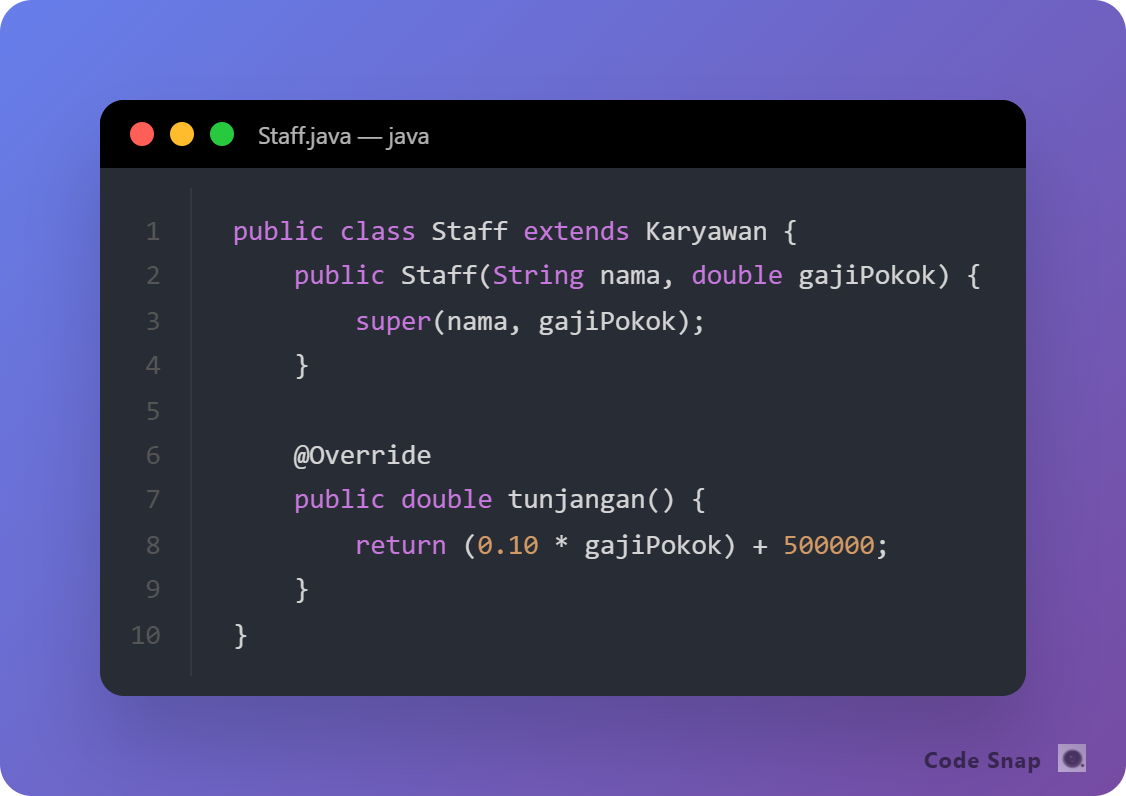 Staff.java — java
1 public class Staff extends Karyawan {
2     public Staff(String nama, double gajiPokok) {
3         super(nama, gajiPokok);
4     }
5
6     @Override
7     public double tunjangan() {
8         return (0.10 * gajiPokok) + 500000;
9     }
10 }
Code Snap